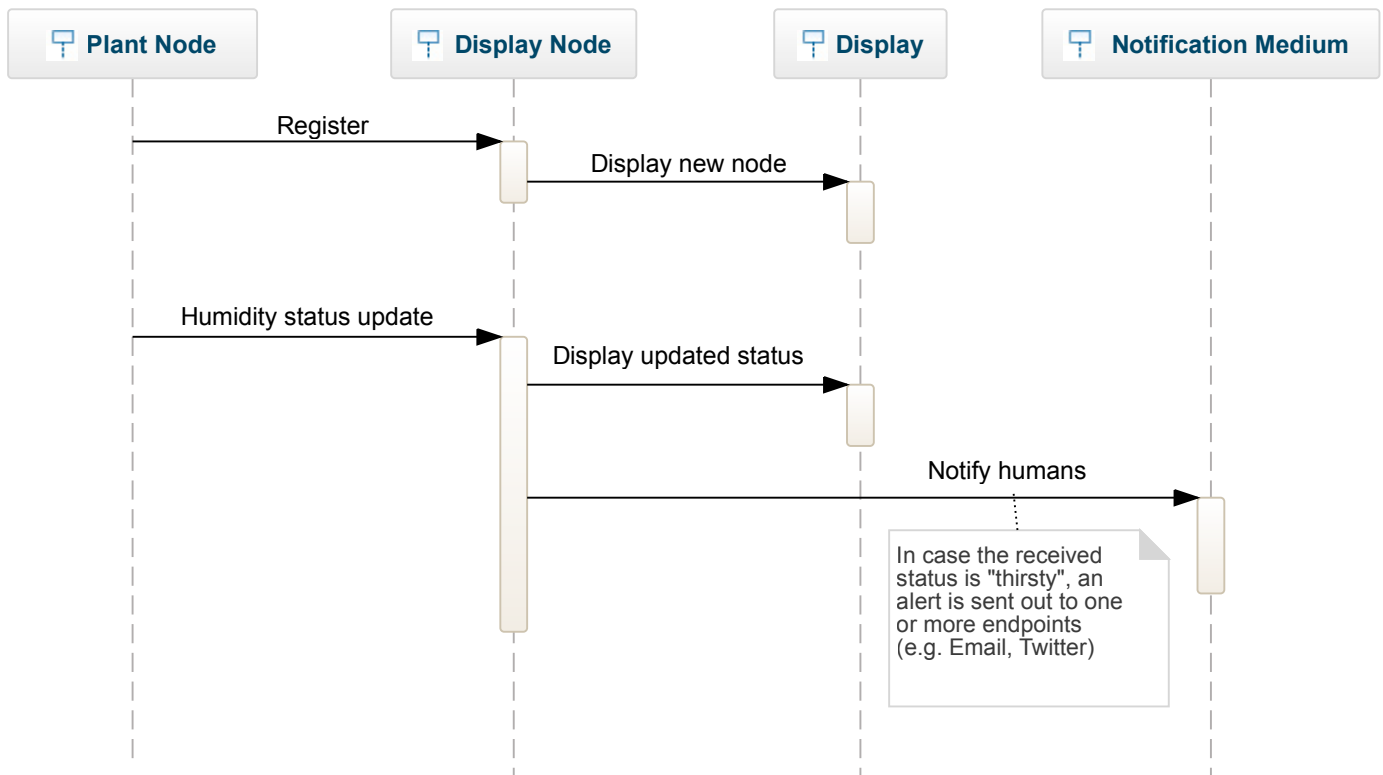 Plant Node
Display Node
Display
Notification Medium
Register
Display new node
Humidity status update
Display updated status
Notify humans
In case the received
status is "thirsty", an
alert is sent out to one
or more endpoints
(e.g. Email, Twitter)